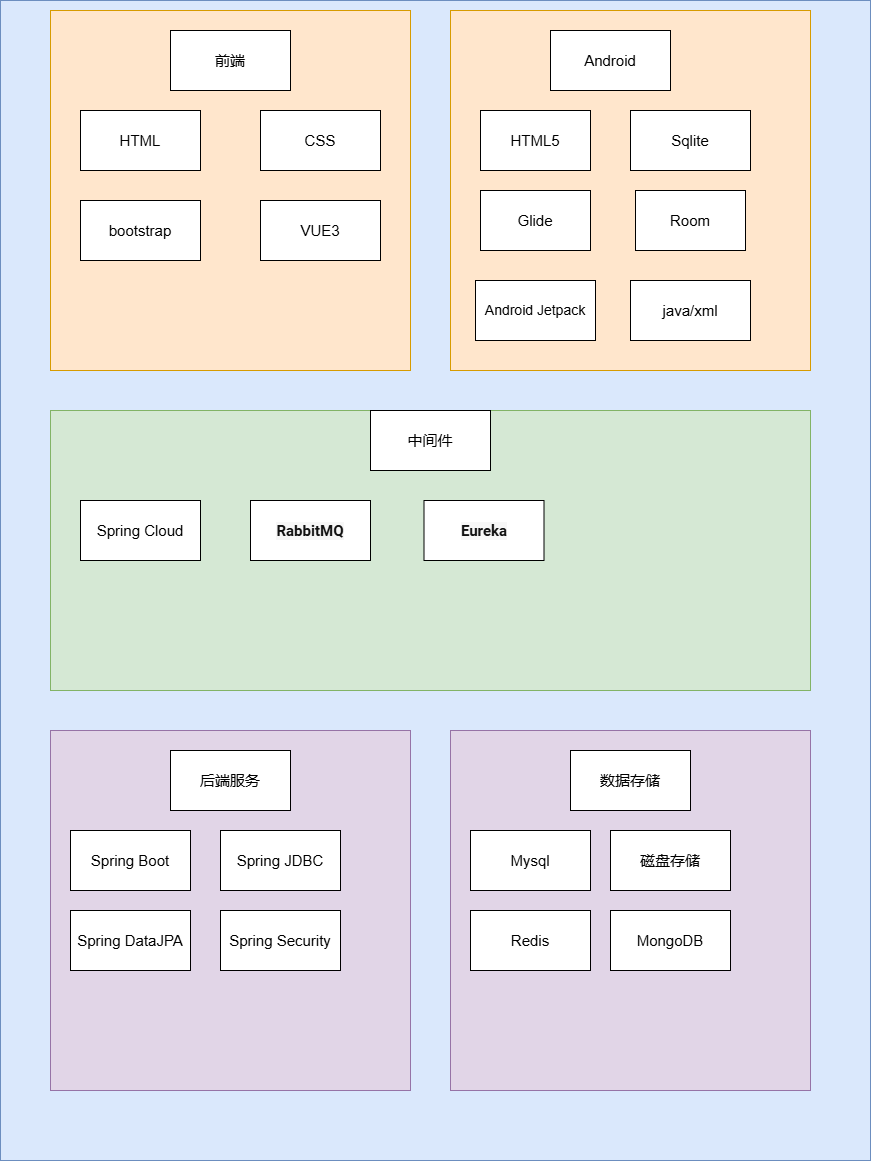 前端
HTML
CSS
bootstrap
VUE3
Android
HTML5
Sqlite
Glide
Room
Android Jetpack
java/xml
中间件
Spring Cloud
RabbitMQ
Eureka
后端服务
Spring Boot
Spring JDBC
Spring DataJPA
Spring Security
数据存储
Mysql
磁盘存储
Redis
MongoDB